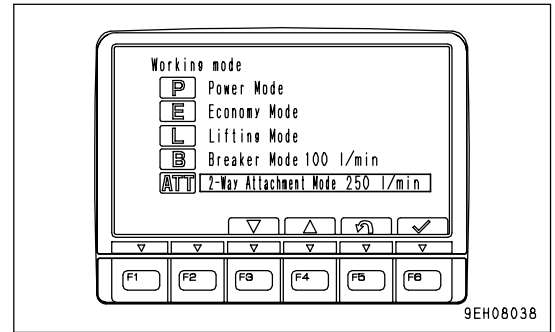 Working mode
P Power Mode
E Economy Mode
L Lifting Mode
B Breaker Mode 100 l/min
ATT 2-Way Attachment Mode 250 l/min
F1 F2 F3 F4 F5 F6
9EH08038